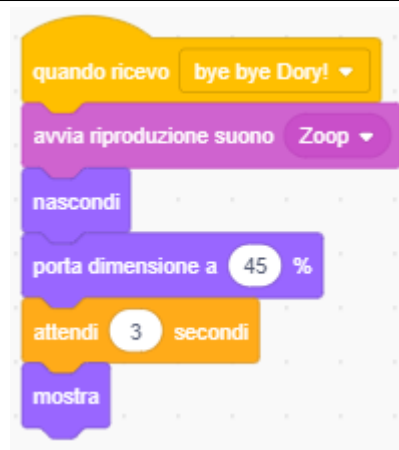 quando ricevo bye bye Dory!
avvia riproduzione suono Zoop
nascondi
porta dimensione a 45 %
attendi 3 secondi
mostra